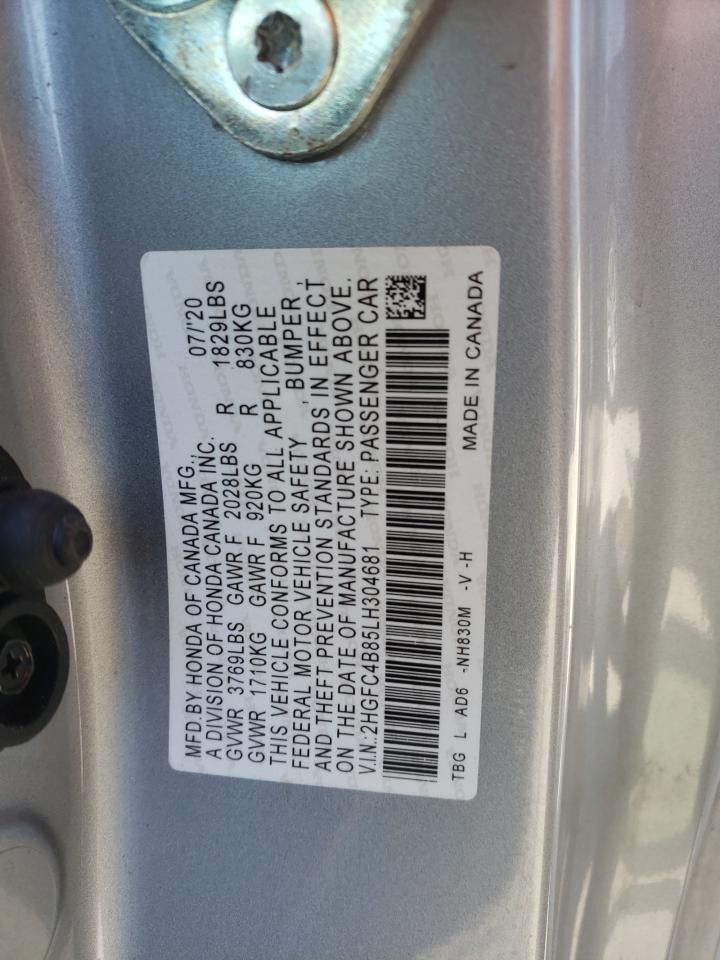 MFD.BY HONDA OF CANADA MFG., 07/'20
A DIVISION OF HONDA CANADA INC.
GVWR 3769LBS GAWR F 2028LBS R 1829LBS
GVWR 1710KG GAWR F 920KG R 830KG
THIS VEHICLE CONFORMS TO ALL APPLICABLE
FEDERAL MOTOR VEHICLE SAFETY , BUMPER ,
AND THEFT PREVENTION STANDARDS IN EFFECT
ON THE DATE OF MANUFACTURE SHOWN ABOVE.
V.I.N.:2HGFC4B85LH304681 TYPE: PASSENGER CAR
TBG L AD6 -NH830M -V -H MADE IN CANADA